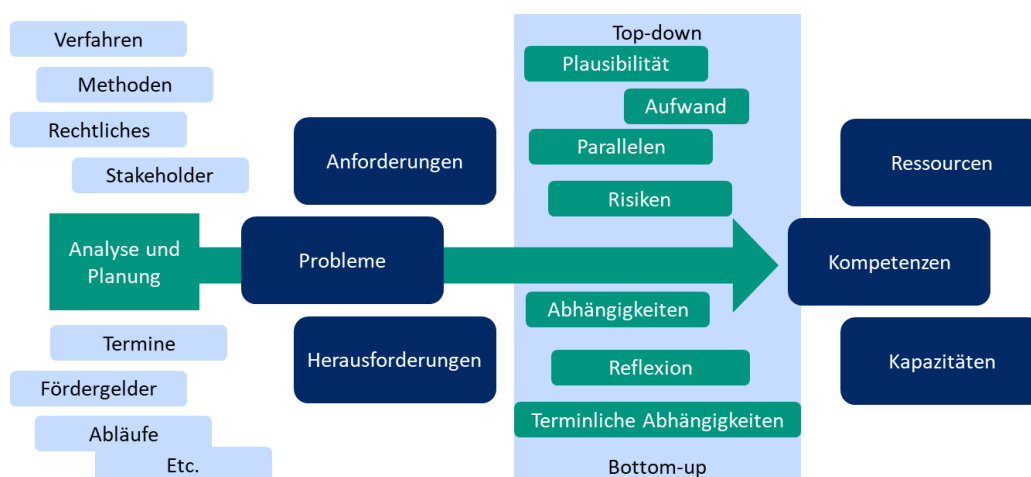 Verfahren
Methoden
Rechtliches
Stakeholder
Analyse und
Planung
Termine
Fördergelder
Abläufe
Etc.
Anforderungen
Probleme
Herausforderungen
Top-down
Plausibilität
Aufwand
Parallelen
Risiken
Abhängigkeiten
Reflexion
Terminliche Abhängigkeiten
Bottom-up
Ressourcen
Kompetenzen
Kapazitäten